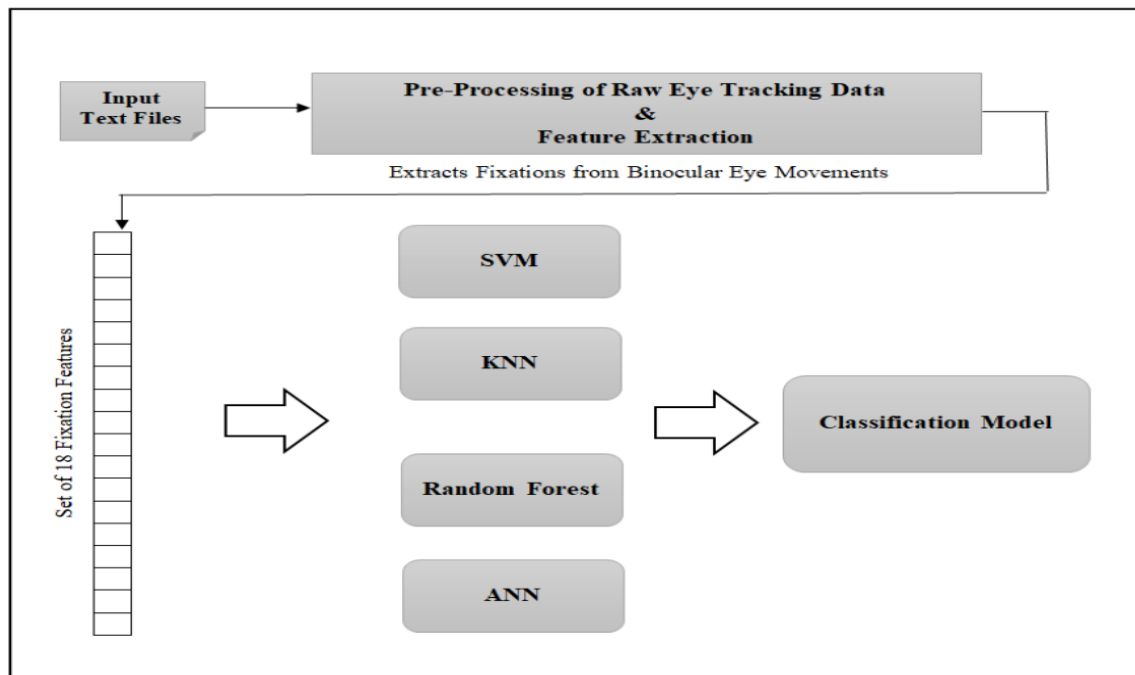 Input
Text Files
Pre-Processing of Raw Eye Tracking Data
&
Feature Extraction
Extracts Fixations from Binocular Eye Movements
Set of 18 Fixation Features
SVM
KNN
Random Forest
ANN
Classification Model